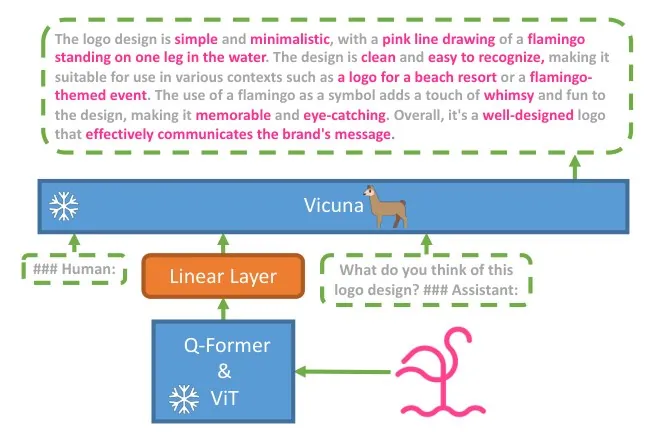 The logo design is simple and minimalistic, with a pink line drawing of a flamingo
standing on one leg in the water. The design is clean and easy to recognize, making it
suitable for use in various contexts such as a logo for a beach resort or a flamingo-
themed event. The use of a flamingo as a symbol adds a touch of whimsy and fun to
the design, making it memorable and eye-catching. Overall, it's a well-designed logo
that effectively communicates the brand's message.
Vicuna
### Human:
Linear Layer
What do you think of this
logo design? ### Assistant:
Q-Former
&
ViT